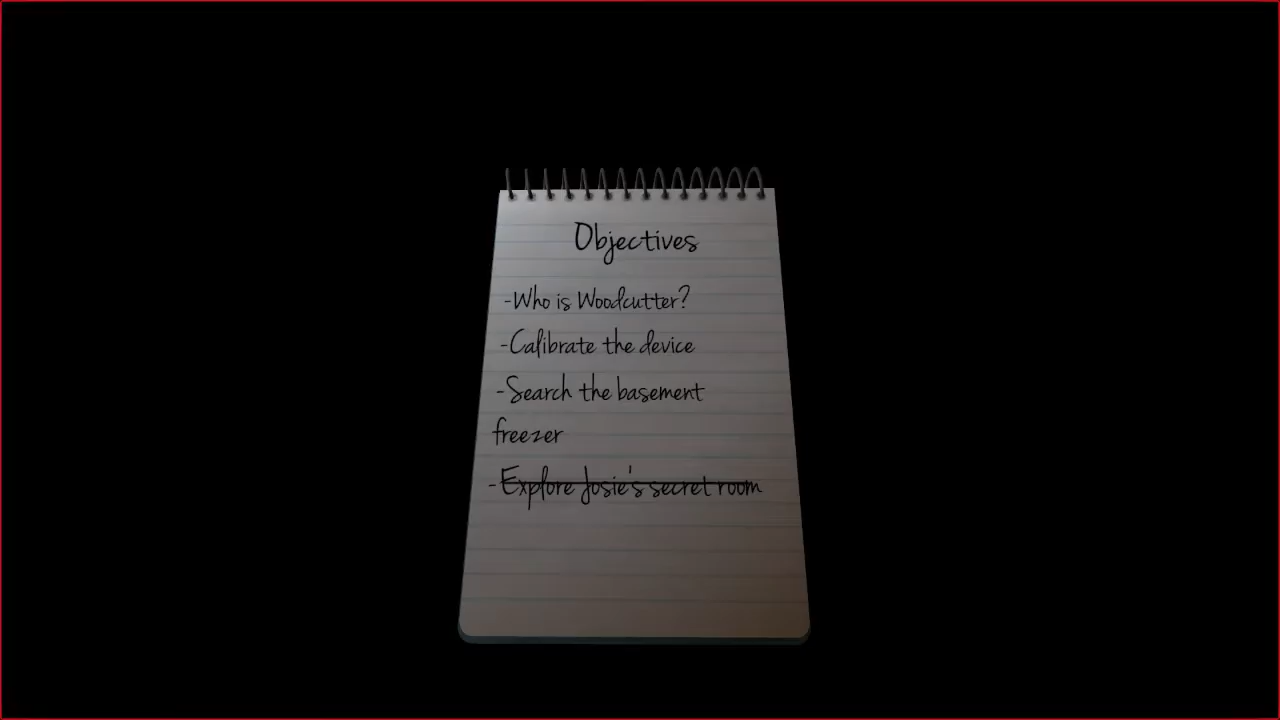 Objectives
-Who is Woodcutter?
-Calibrate the device
-Search the basement
freezer
-Explore Josie's secret room